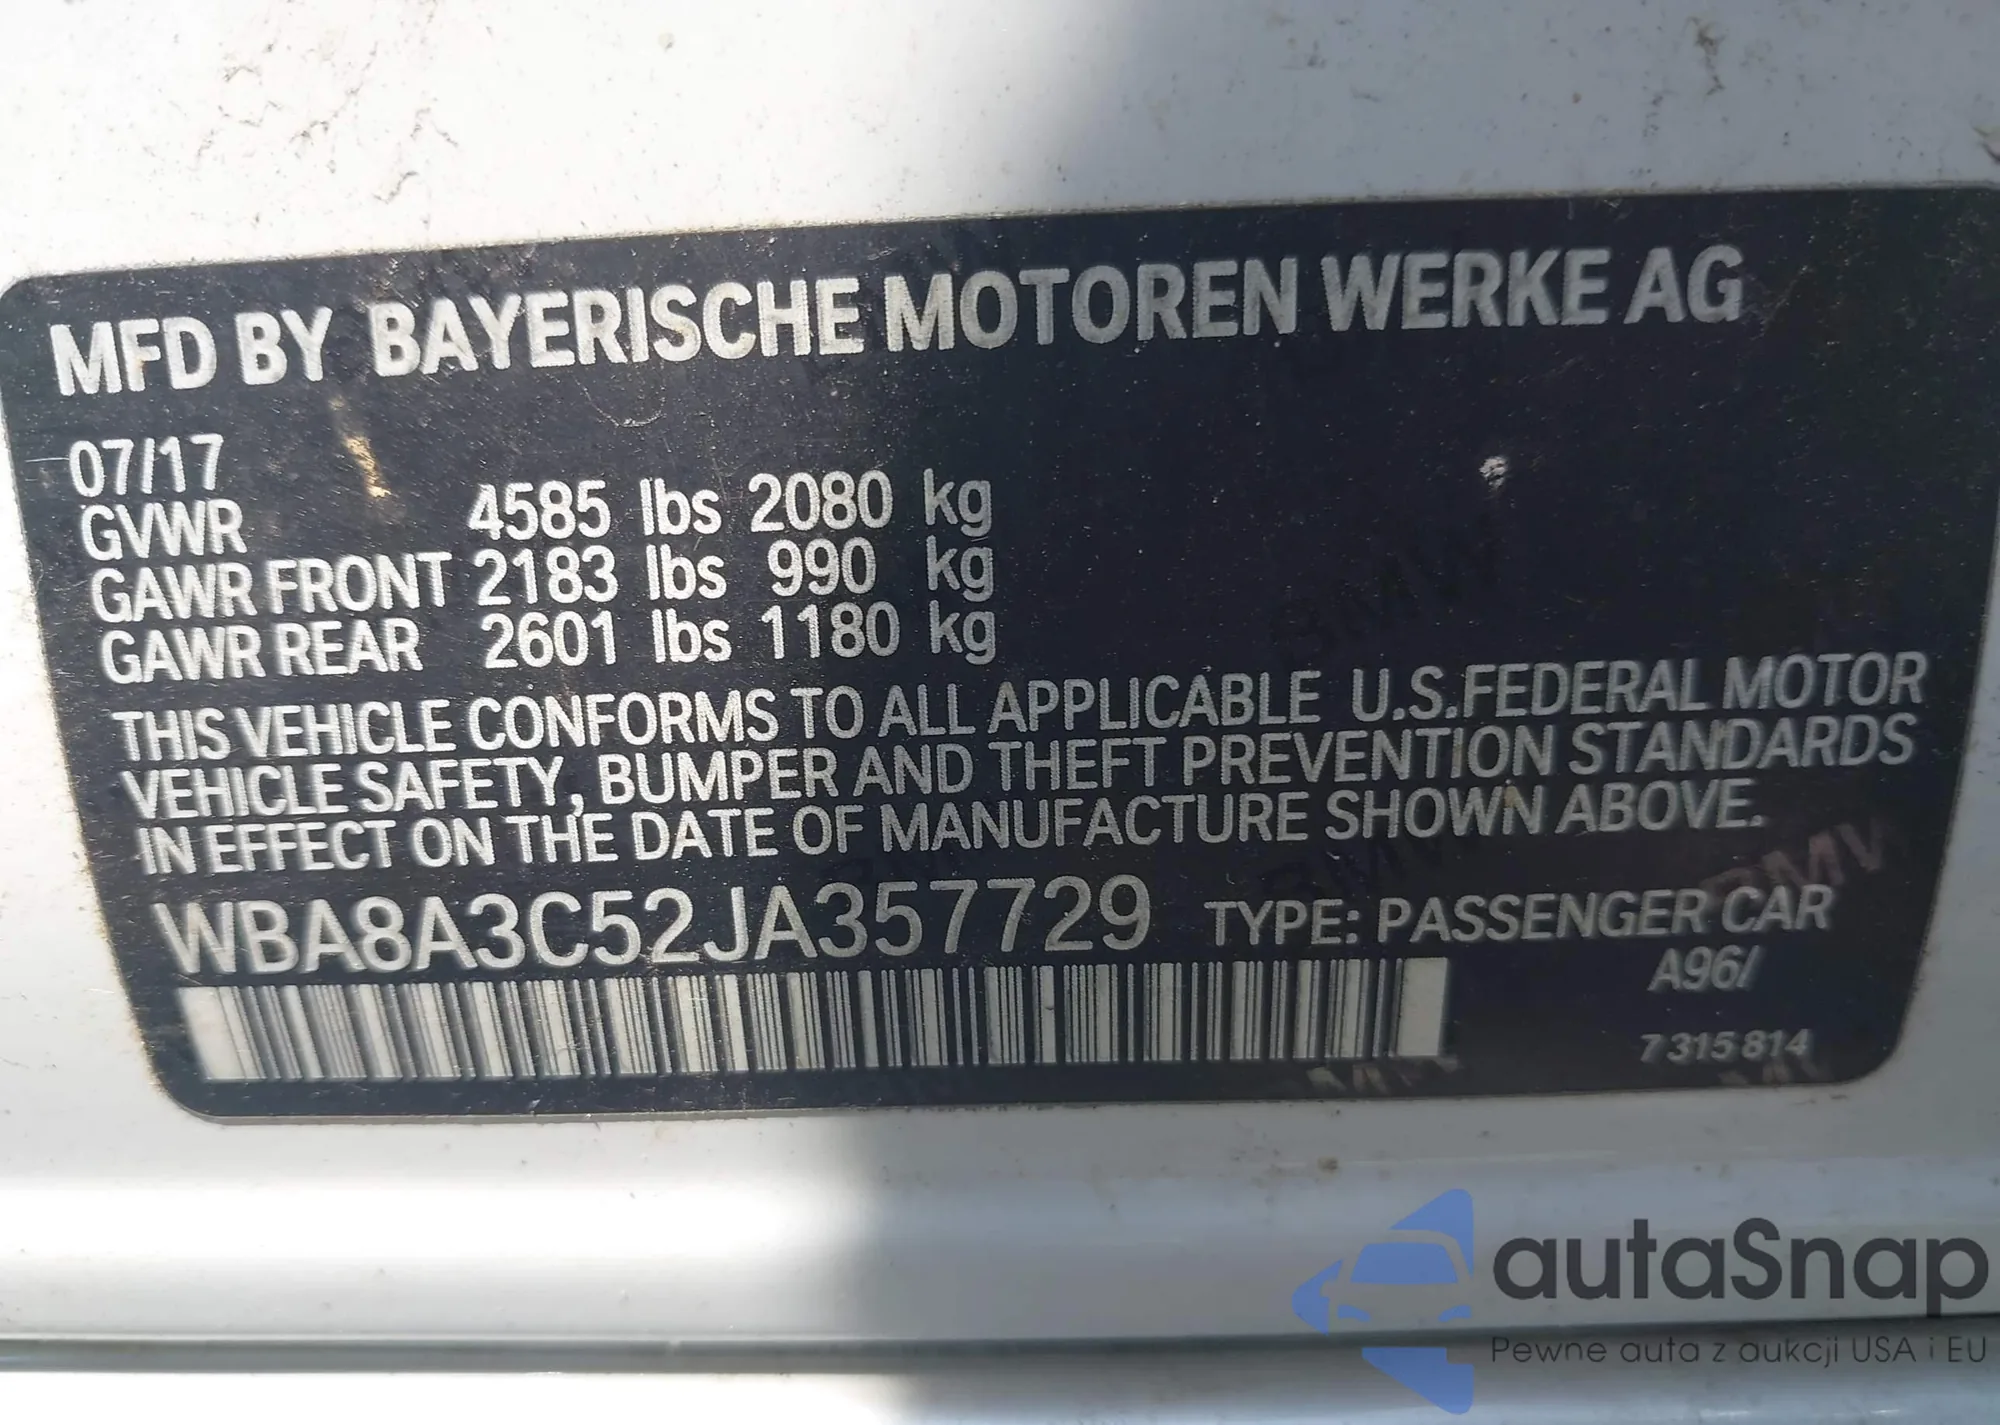 MFD BY BAYERISCHE MOTOREN WERKE AG
07/17
GVWR 4585 lbs 2080 kg
GAWR FRONT 2183 lbs 990 kg
GAWR REAR 2601 lbs 1180 kg
THIS VEHICLE CONFORMS TO ALL APPLICABLE U.S.FEDERAL MOTOR
VEHICLE SAFETY, BUMPER AND THEFT PREVENTION STANDARDS
IN EFFECT ON THE DATE OF MANUFACTURE SHOWN ABOVE.
WBA8A3C52JA357729 TYPE: PASSENGER CAR
A96/
7 315 814
autoSnap
Pewne auta z aukcji USA i EU